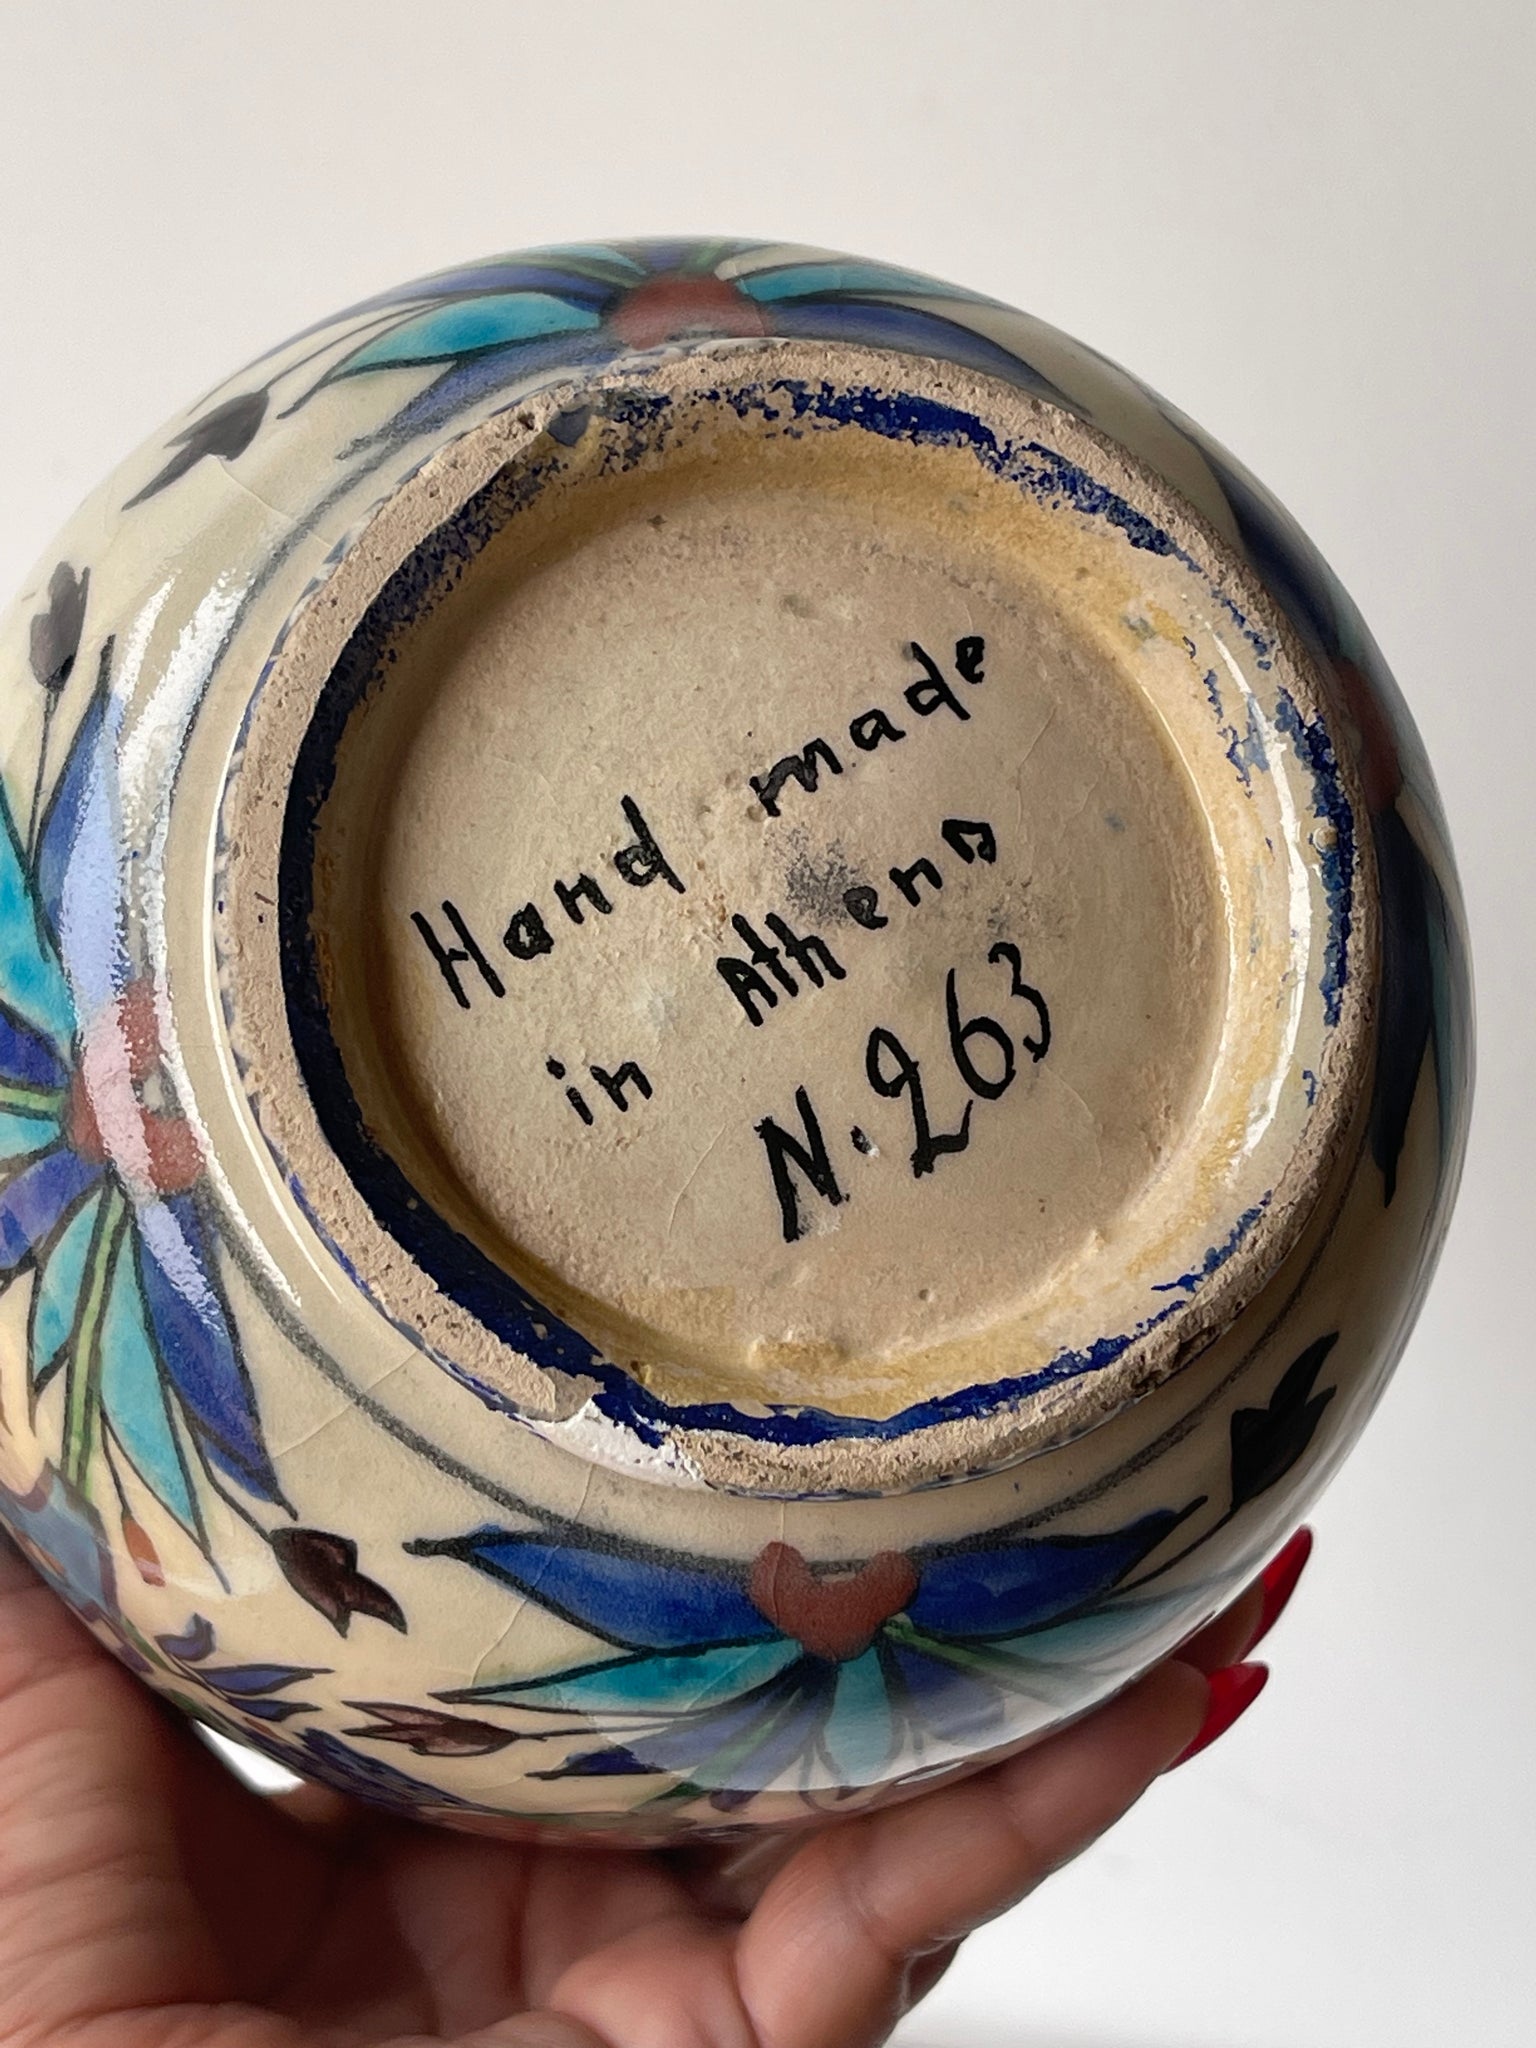 Hand made
in Athens
N. 263